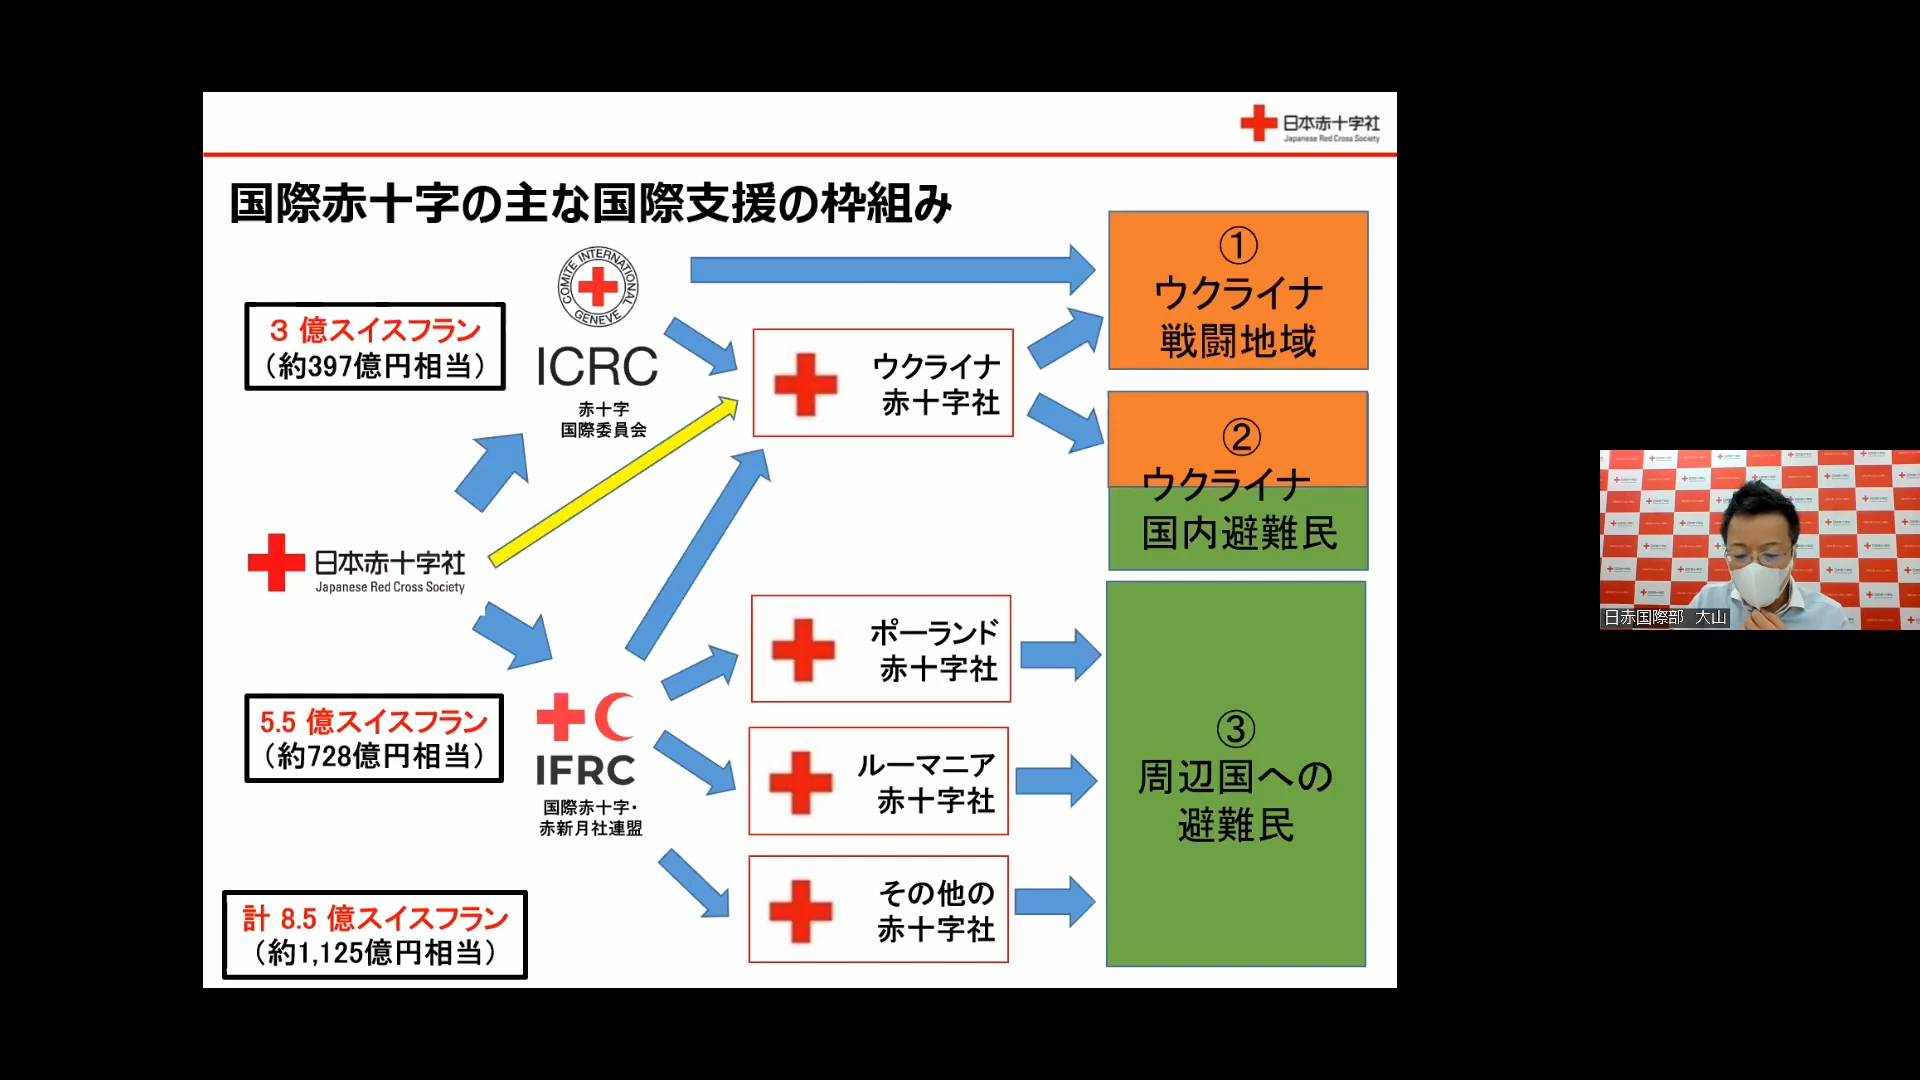 日本赤十字社
Japanese Red Cross Society
国際赤十字の主な国際支援の枠組み
COMITE INTERNATIONAL GENEVE
ICRC
赤十字
国際委員会
3 億スイスフラン
（約397億円相当）
日本赤十字社
Japanese Red Cross Society
5.5 億スイスフラン
（約728億円相当）
IFRC
国際赤十字・
赤新月社連盟
計 8.5 億スイスフラン
（約1,125億円相当）
ウクライナ
赤十字社
ポーランド
赤十字社
ルーマニア
赤十字社
その他の
赤十字社
①
ウクライナ
戦闘地域
②
ウクライナ
国内避難民
③
周辺国への
避難民
日赤国際部 大山